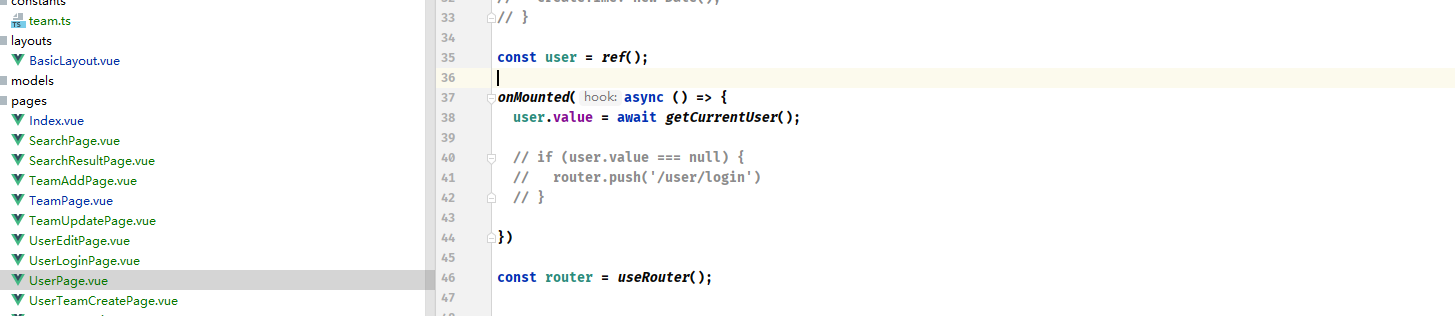 constants
team.ts
layouts
BasicLayout.vue
models
pages
Index.vue
SearchPage.vue
SearchResultPage.vue
TeamAddPage.vue
TeamPage.vue
TeamUpdatePage.vue
UserEditPage.vue
UserLoginPage.vue
UserPage.vue
UserTeamCreatePage.vue
32 // createTime: new Date(),
33 // }
34
35 const user = ref();
36
37 onMounted( hook: async () => {
38 user.value = await getCurrentUser();
39
40 // if (user.value === null) {
41 //   router.push('/user/login')
42 // }
43
44 })
45
46 const router = useRouter();
47